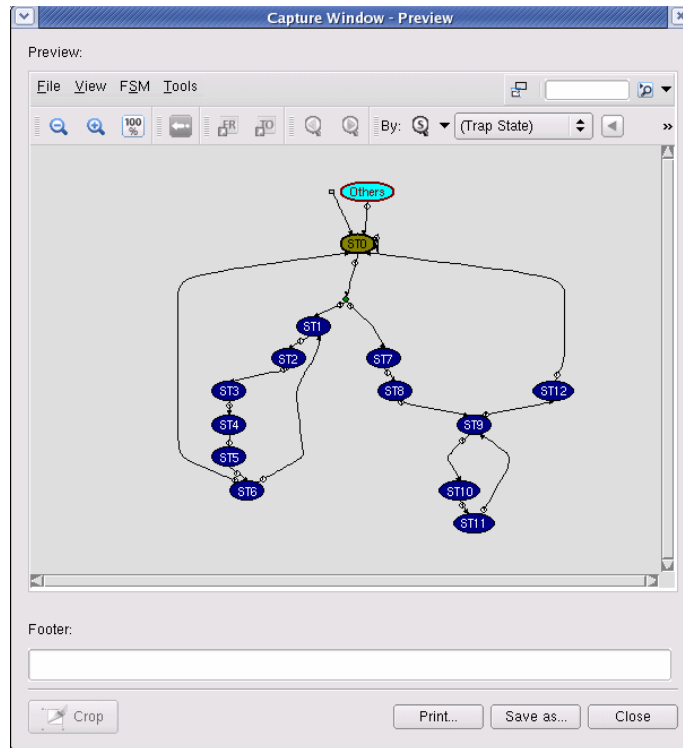 Capture Window - Preview
Preview:
File View FSM Tools
100 % FR TO By: S (Trap State) »
Others
ST0
ST1
ST2 ST7
ST3 ST8 ST12
ST4 ST9
ST5
ST6 ST10
ST11
Footer:
Crop Print... Save as... Close